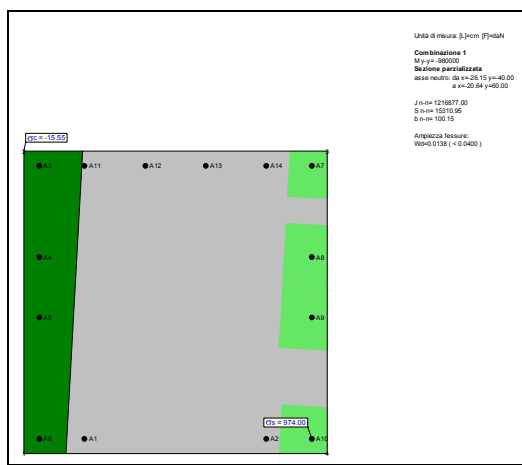 Unità di misura: [L]=cm [F]=daN
Combinazione 1
M y-y= -980000
Sezione parzializzata
asse neutro: da x=-26.15 y=-40.00
a x=-20.64 y=60.00
J n-n= 1216877.00
S n-n= 15310.95
b n-n= 100.15
Ampiezza fessure:
Wd=0.0138 ( < 0.0400 )
σc = -15.55
A3 A11 A12 A13 A14 A7
A4 A8
A5 A9
σs = 974.00
A6 A1 A2 A10